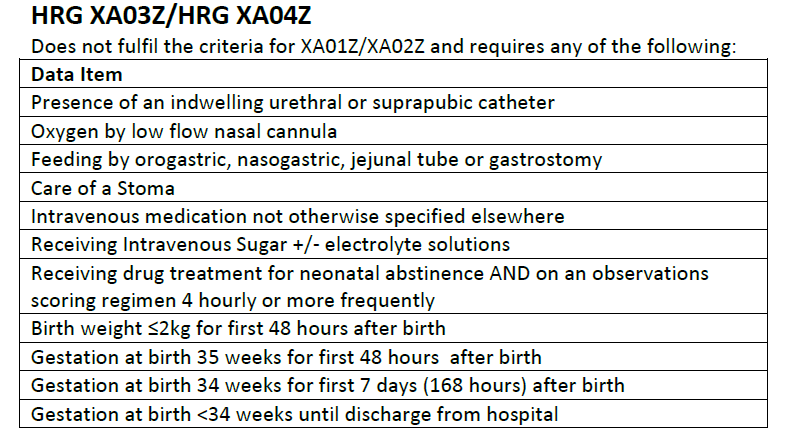 HRG XA03Z/HRG XA04Z
Does not fulfil the criteria for XA01Z/XA02Z and requires any of the following:
Data Item
Presence of an indwelling urethral or suprapubic catheter
Oxygen by low flow nasal cannula
Feeding by orogastric, nasogastric, jejunal tube or gastrostomy
Care of a Stoma
Intravenous medication not otherwise specified elsewhere
Receiving Intravenous Sugar +/- electrolyte solutions
Receiving drug treatment for neonatal abstinence AND on an observations
scoring regimen 4 hourly or more frequently
Birth weight ≤2kg for first 48 hours after birth
Gestation at birth 35 weeks for first 48 hours  after birth
Gestation at birth 34 weeks for first 7 days (168 hours) after birth
Gestation at birth <34 weeks until discharge from hospital